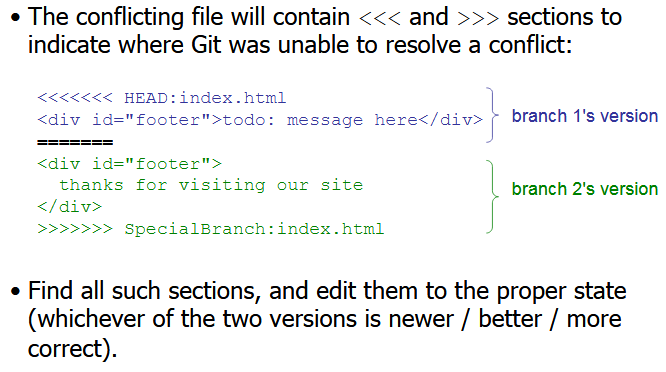 • The conflicting file will contain <<< and >>> sections to
indicate where Git was unable to resolve a conflict:
<<<<<<< HEAD:index.html
<div id="footer">todo: message here</div>
branch 1's version
=======
<div id="footer">
thanks for visiting our site
</div>
>>>>>>> SpecialBranch:index.html
branch 2's version
• Find all such sections, and edit them to the proper state
(whichever of the two versions is newer / better / more
correct).